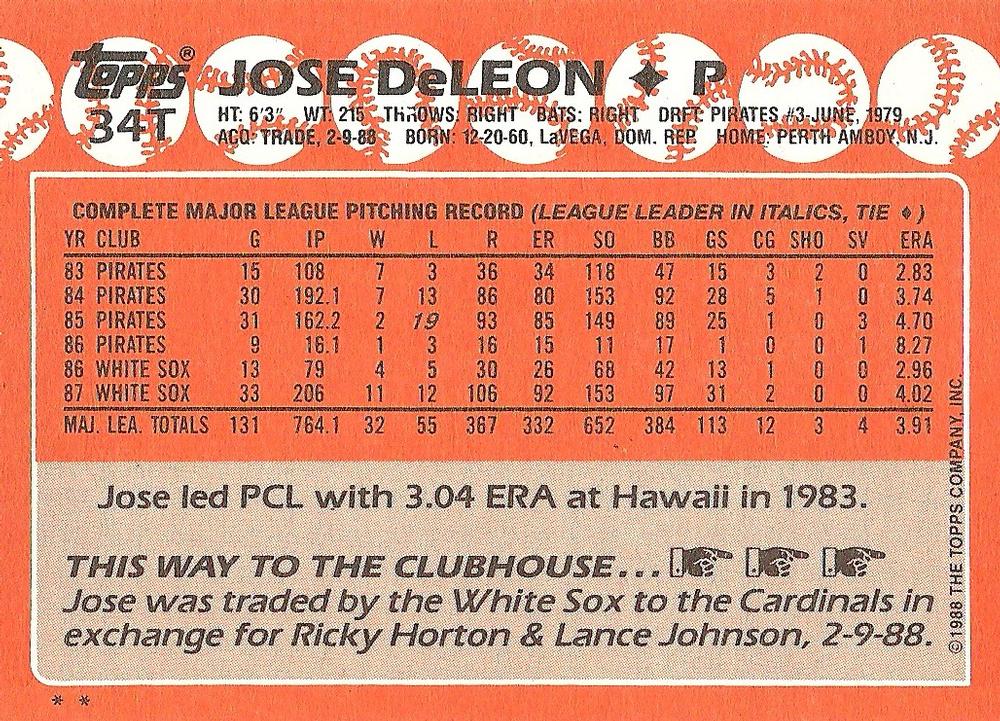 Topps®
34T
JOSE DeLEON ♦ P
HT: 6'3" WT: 215 THROWS: RIGHT BATS: RIGHT DRFT: PIRATES #3-JUNE, 1979
ACQ: TRADE, 2-9-88 BORN: 12-20-60, LaVEGA, DOM. REP. HOME: PERTH AMBOY, N.J.
COMPLETE MAJOR LEAGUE PITCHING RECORD (LEAGUE LEADER IN ITALICS, TIE ♦)
YR CLUB G IP W L R ER SO BB GS CG SHO SV ERA
83 PIRATES 15 108 7 3 36 34 118 47 15 3 2 0 2.83
84 PIRATES 30 192.1 7 13 86 80 153 92 28 5 1 0 3.74
85 PIRATES 31 162.2 2 19 93 85 149 89 25 1 0 3 4.70
86 PIRATES 9 16.1 1 3 16 15 11 17 1 0 0 1 8.27
86 WHITE SOX 13 79 4 5 30 26 68 42 13 1 0 0 2.96
87 WHITE SOX 33 206 11 12 106 92 153 97 31 2 0 0 4.02
MAJ. LEA. TOTALS 131 764.1 32 55 367 332 652 384 113 12 3 4 3.91
Jose led PCL with 3.04 ERA at Hawaii in 1983.
THIS WAY TO THE CLUBHOUSE...
Jose was traded by the White Sox to the Cardinals in
exchange for Ricky Horton & Lance Johnson, 2-9-88.
©1988 THE TOPPS COMPANY, INC.
* *